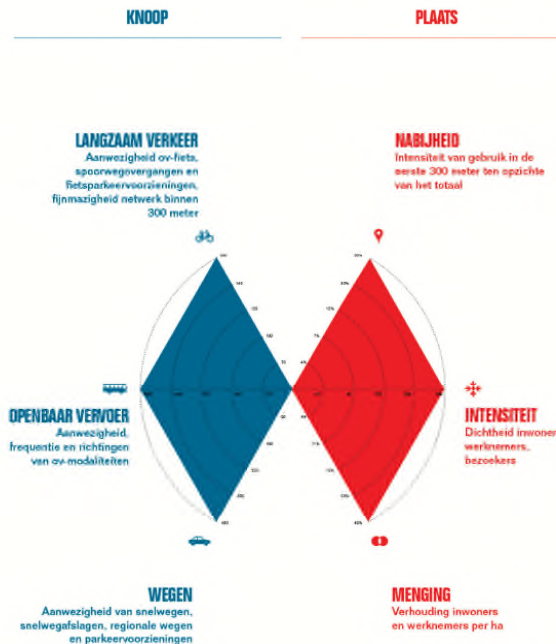 KNOOP
PLAATS
LANGZAAM VERKEER
Aanwezigheid ov-fiets,
spoorwegovergangen en
fietsparkeervoorzieningen,
fijnmazigheid netwerk binnen
300 meter
NABIJHEID
Intensiteit van gebruik in de
eerste 300 meter ten opzichte
van het totaal
OPENBAAR VERVOER
Aanwezigheid,
frequentie en richtingen
van ov-modaliteiten
INTENSITEIT
Dichtheid inwoner
werknemers,
bezoekers
WEGEN
Aanwezigheid van snelwegen,
snelwegafslagen, regionale wegen
en parkeervoorzieningen
MENGING
Verhouding inwoners
en werknemers per ha